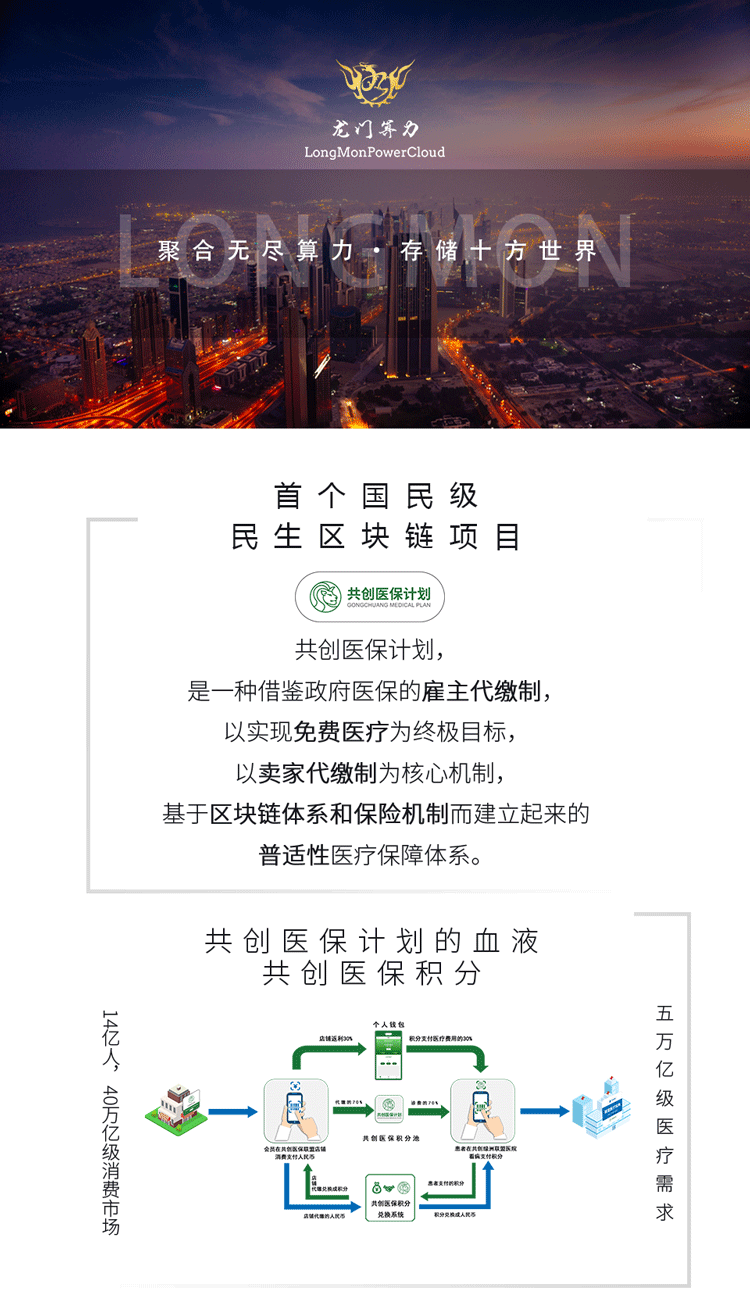 龙门算力
LongMonPowerCloud
LONGMON
聚合无尽算力·存储十方世界
首个国民级
民生区块链项目
共创医保计划
GONGCHUANG MEDICAL PLAN
共创医保计划，
是一种借鉴政府医保的雇主代缴制，
以实现免费医疗为终极目标，
以卖家代缴制为核心机制，
基于区块链体系和保险机制而建立起来的
普适性医疗保障体系。
共创医保计划的血液
共创医保积分
14亿人，40万亿级消费市场
五万亿级医疗需求
个人钱包
店铺返利30%
积分支付医疗费用的30%
代缴的70%
共创医保计划
诊费的70%
共创医保积分池
会员在共创医保联盟店铺
消费支付人民币
患者在共创绿洲联盟医院
看病支付积分
店铺
代缴兑换成积分
患者支付的积分
共创医保积分
兑换系统
店铺代缴的人民币
积分兑换成人民币